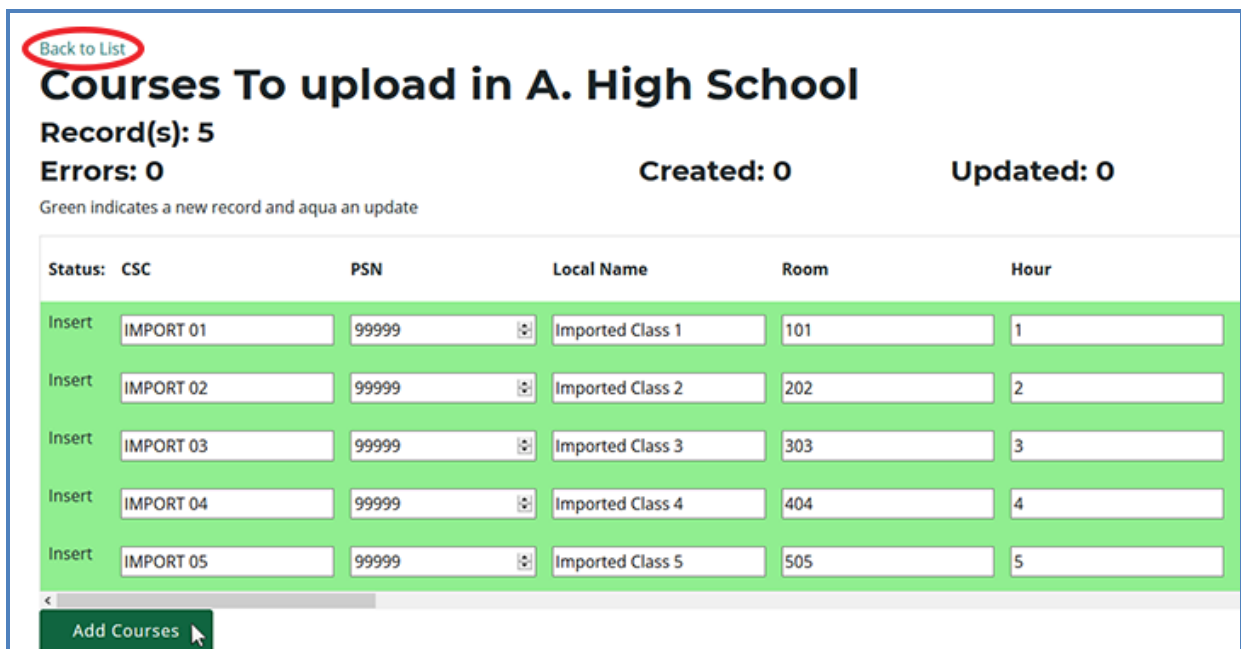 Back to List
Courses To upload in A. High School
Record(s): 5
Errors: 0 Created: 0 Updated: 0
Green indicates a new record and aqua an update
Status: CSC PSN Local Name Room Hour
Insert IMPORT 01 99999 Imported Class 1 101 1
Insert IMPORT 02 99999 Imported Class 2 202 2
Insert IMPORT 03 99999 Imported Class 3 303 3
Insert IMPORT 04 99999 Imported Class 4 404 4
Insert IMPORT 05 99999 Imported Class 5 505 5
Add Courses